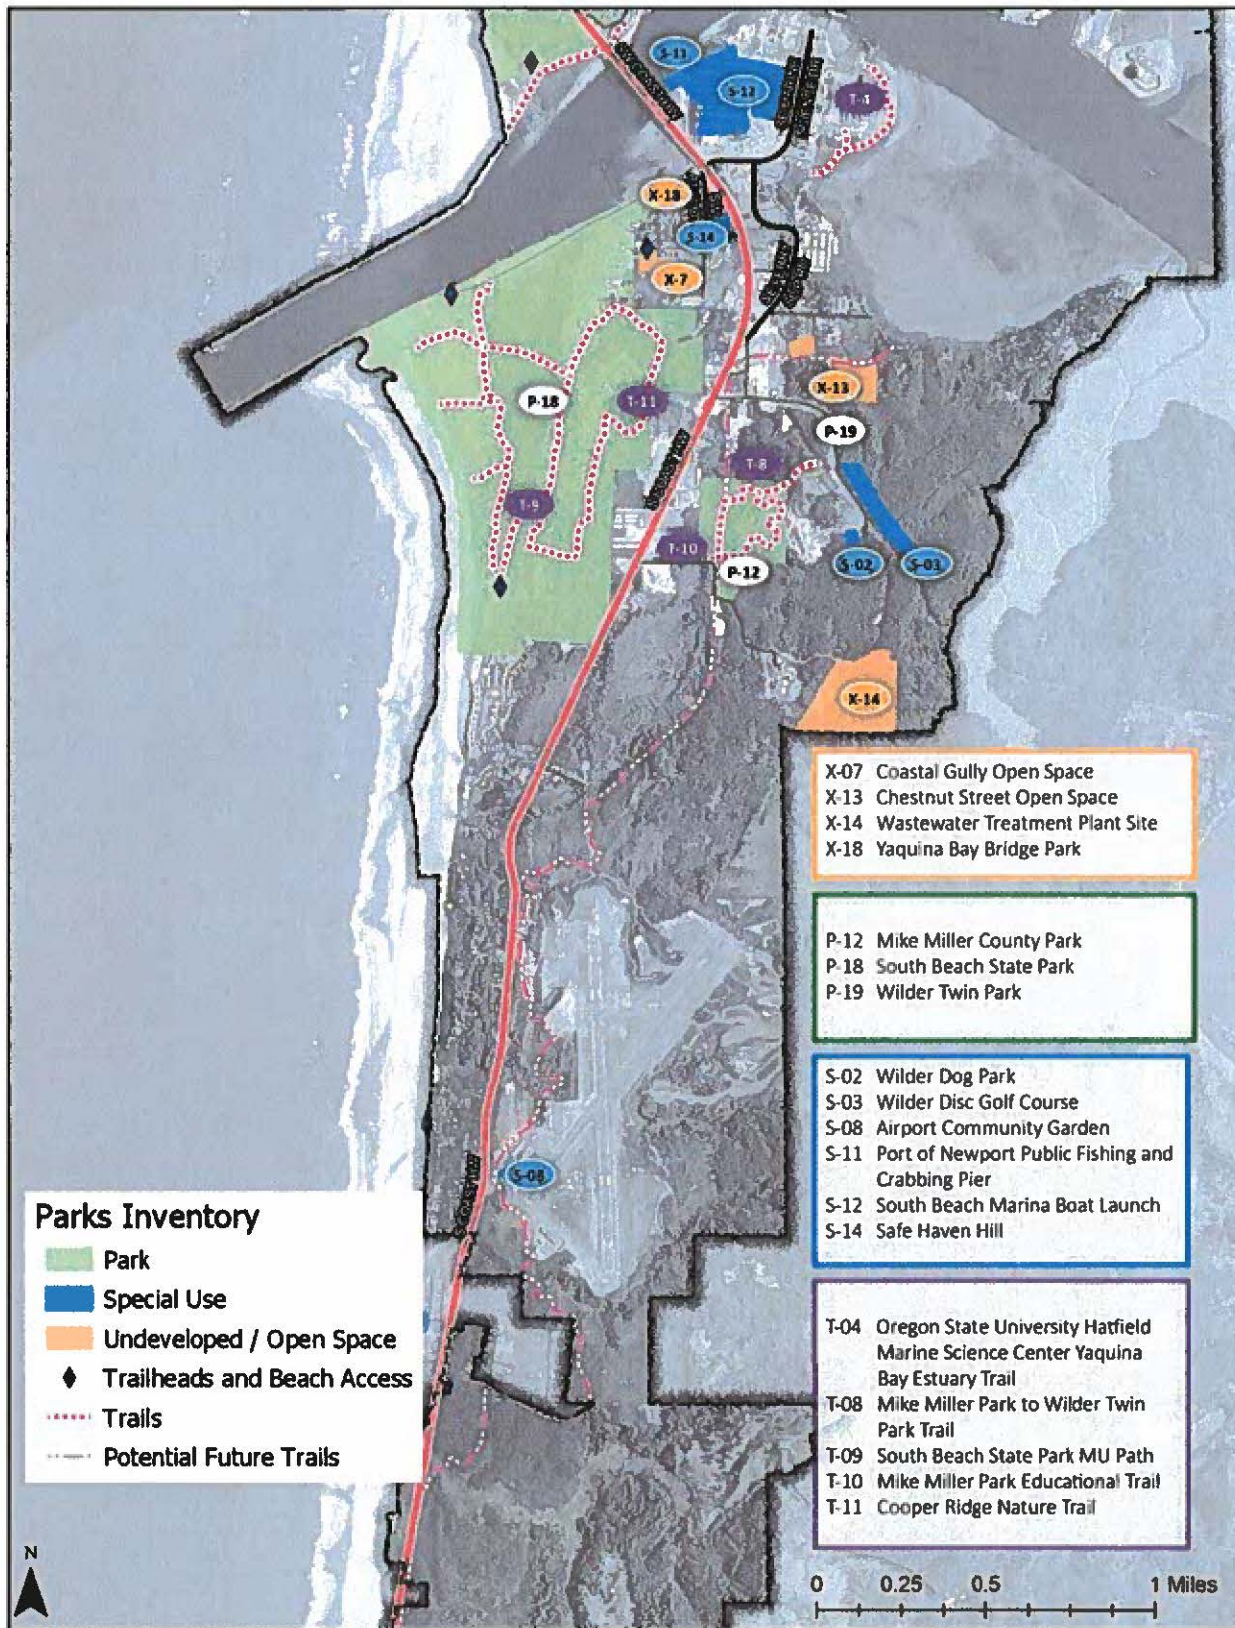 S-11
S-12
T-4
X-18
S-14
X-7
P-18
T-11
X-13
P-19
T-8
T-9
T-10
P-12
S-02
S-03
X-14
S-08
X-07 Coastal Gully Open Space
X-13 Chestnut Street Open Space
X-14 Wastewater Treatment Plant Site
X-18 Yaquina Bay Bridge Park
P-12 Mike Miller County Park
P-18 South Beach State Park
P-19 Wilder Twin Park
S-02 Wilder Dog Park
S-03 Wilder Disc Golf Course
S-08 Airport Community Garden
S-11 Port of Newport Public Fishing and
Crabbing Pier
S-12 South Beach Marina Boat Launch
S-14 Safe Haven Hill
T-04 Oregon State University Hatfield
Marine Science Center Yaquina
Bay Estuary Trail
T-08 Mike Miller Park to Wilder Twin
Park Trail
T-09 South Beach State Park MU Path
T-10 Mike Miller Park Educational Trail
T-11 Cooper Ridge Nature Trail
Parks Inventory
Park
Special Use
Undeveloped / Open Space
Trailheads and Beach Access
Trails
Potential Future Trails
N
0 0.25 0.5 1 Miles